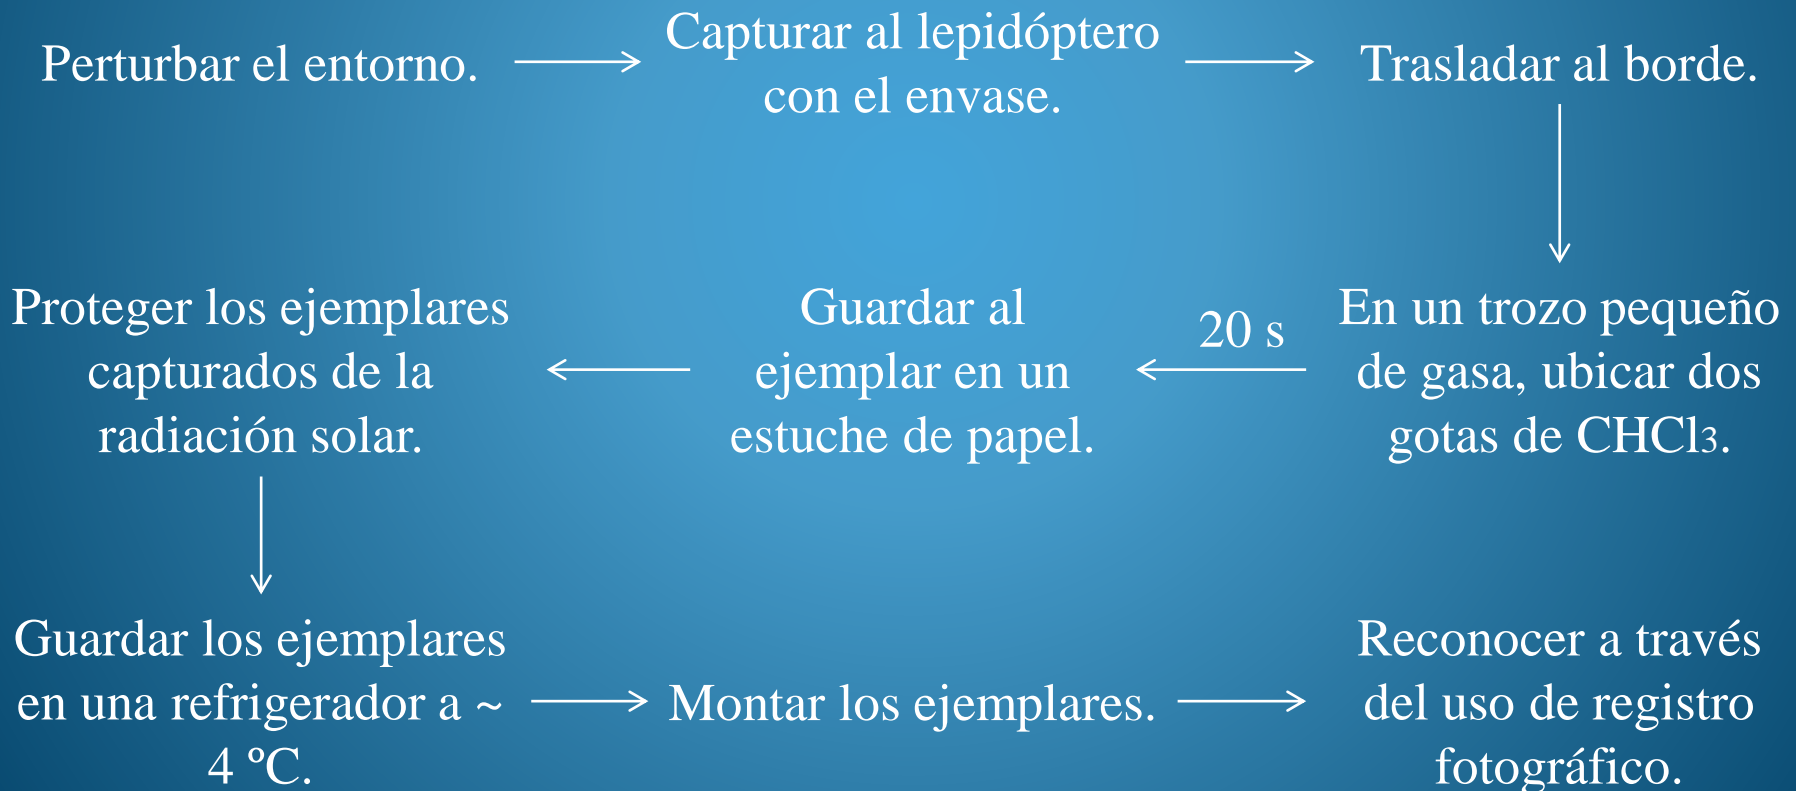 Perturbar el entorno.
Capturar al lepidóptero
con el envase.
Trasladar al borde.
En un trozo pequeño
de gasa, ubicar dos
gotas de CHCl3.
20 s
Guardar al
ejemplar en un
estuche de papel.
Proteger los ejemplares
capturados de la
radiación solar.
Guardar los ejemplares
en una refrigerador a ~
4 ºC.
Montar los ejemplares.
Reconocer a través
del uso de registro
fotográfico.